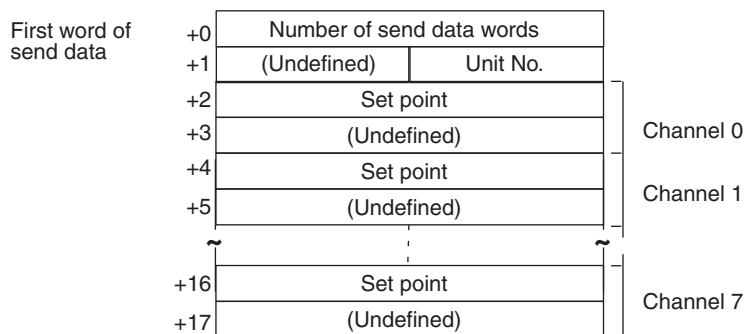 First word of
send data
+0 Number of send data words
+1 (Undefined) Unit No.
+2 Set point
+3 (Undefined)
Channel 0
+4 Set point
+5 (Undefined)
Channel 1
+16 Set point
+17 (Undefined)
Channel 7